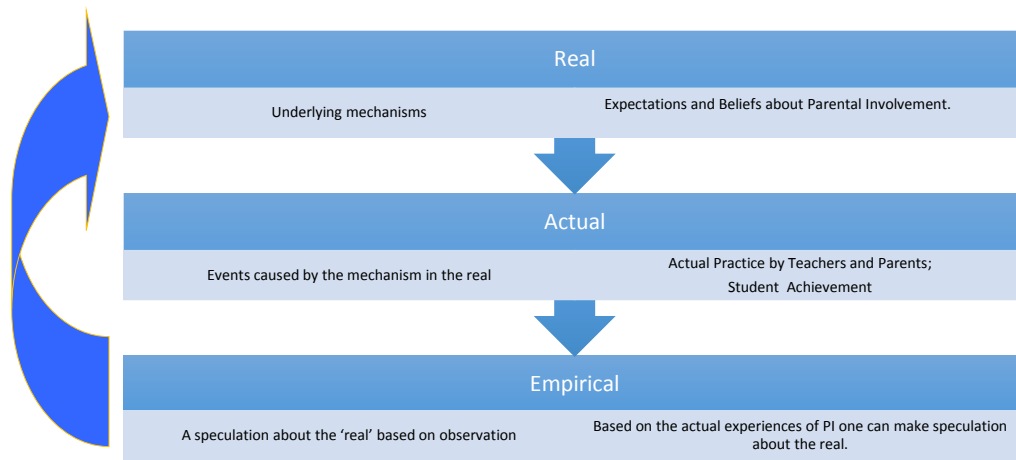 Real
Underlying mechanisms
Expectations and Beliefs about Parental Involvement.
Actual
Events caused by the mechanism in the real
Actual Practice by Teachers and Parents;
Student Achievement
Empirical
A speculation about the ‘real’ based on observation
Based on the actual experiences of PI one can make speculation
about the real.